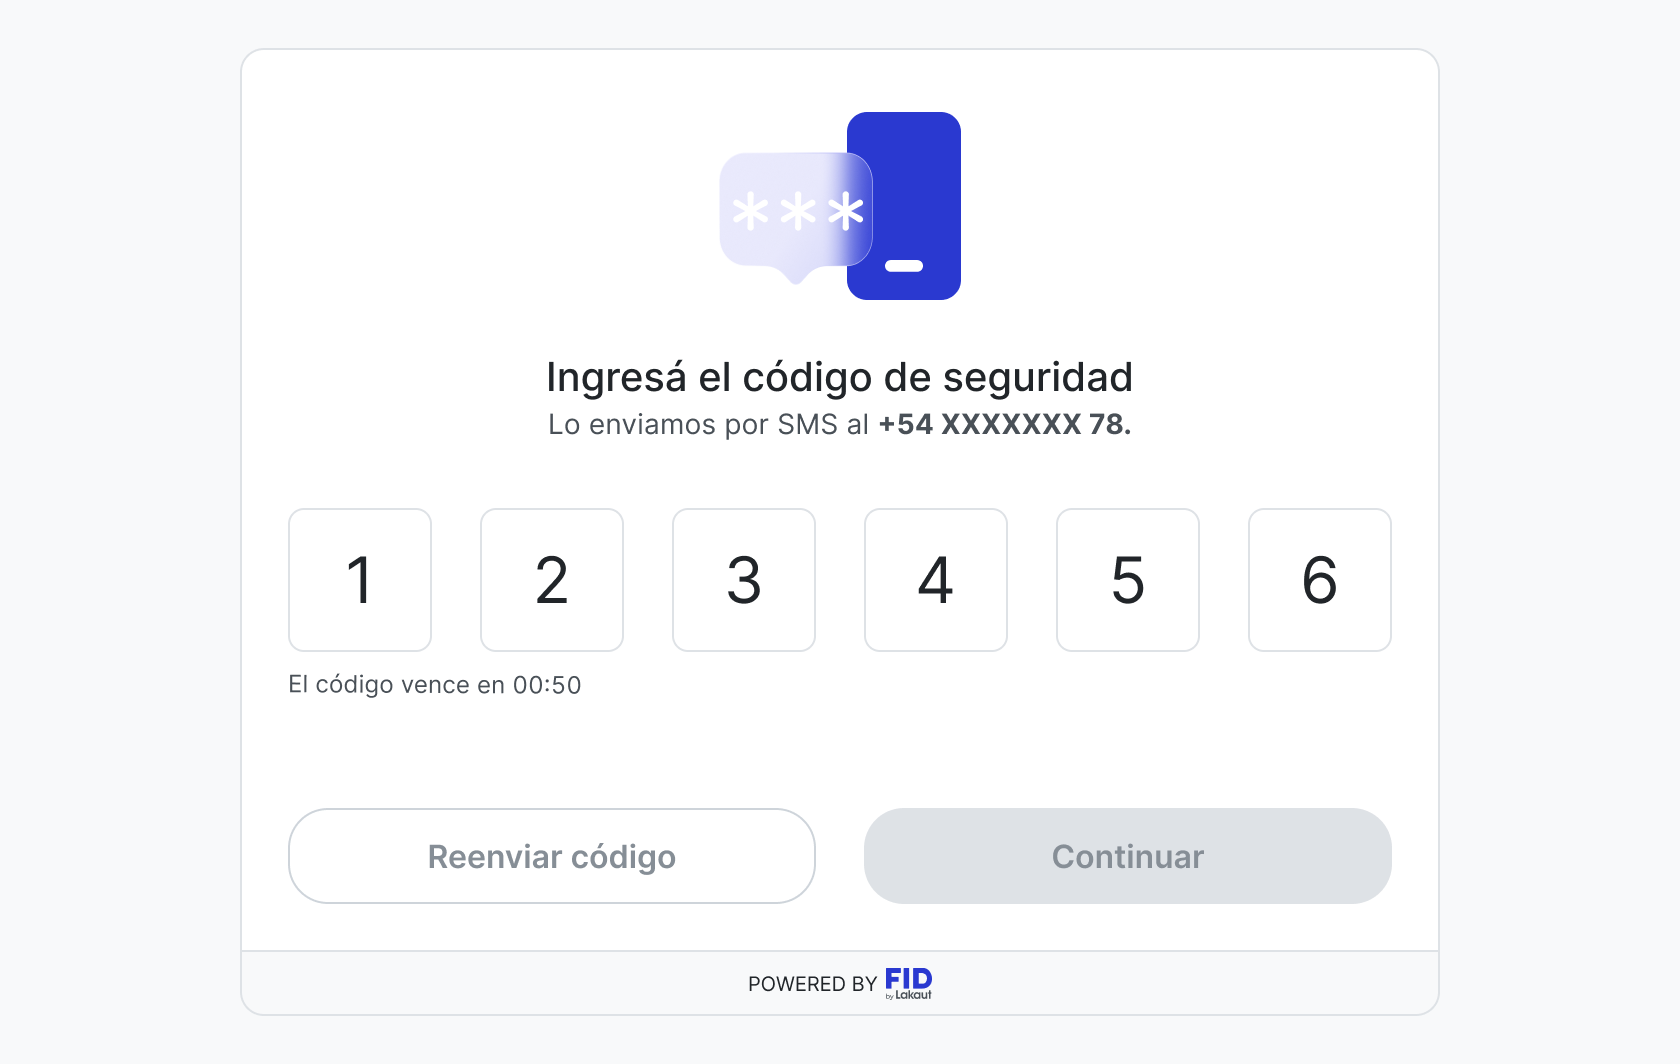 ***
Ingresá el código de seguridad
Lo enviamos por SMS al +54 XXXXXXX 78.
1 2 3 4 5 6
El código vence en 00:50
Reenviar código Continuar
POWERED BY FID
by Lakaut